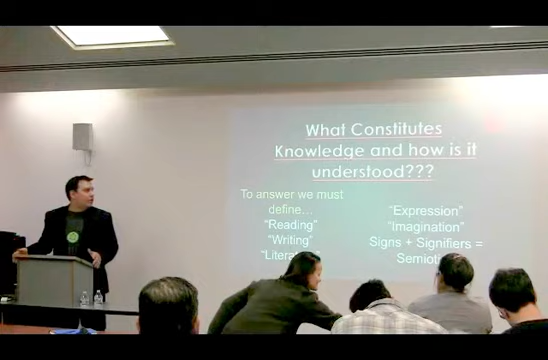 What Constitutes
Knowledge and how is it
understood???
To answer we must
define...
"Reading"
"Writing"
"Expression"
"Imagination"
Signs + Signifiers =